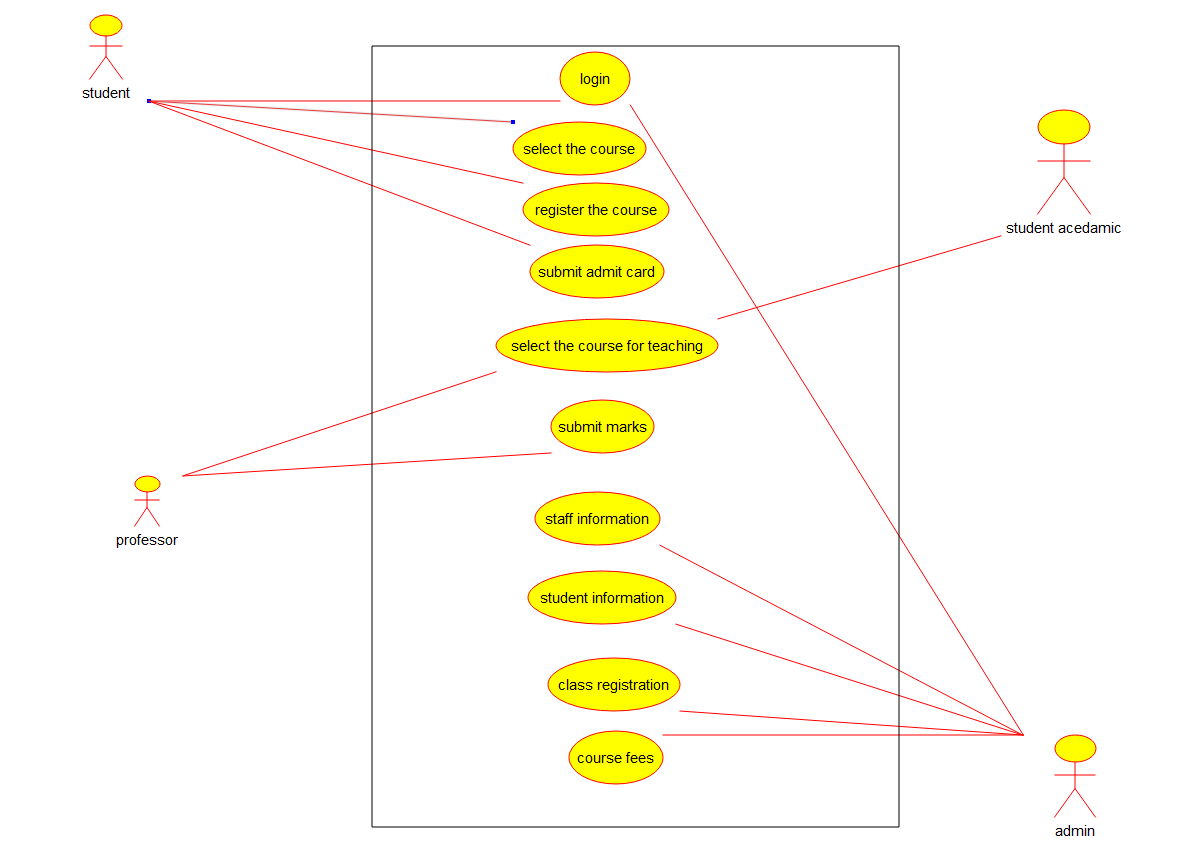 student
login
select the course
register the course
student acedamic
submit admit card
select the course for teaching
submit marks
staff information
professor
student information
class registration
course fees
admin